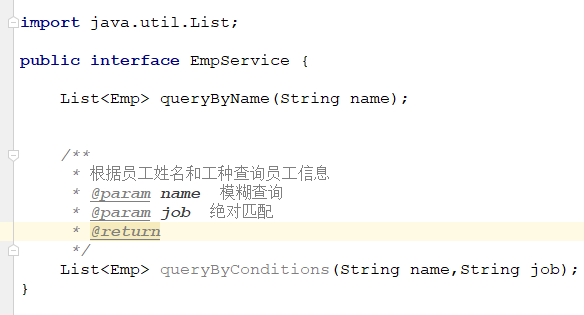 import java.util.List;
public interface EmpService {
List<Emp> queryByName(String name);
/**
* 根据员工姓名和工种查询员工信息
* @param name  模糊查询
* @param job  绝对匹配
* @return
*/
List<Emp> queryByConditions(String name,String job);
}